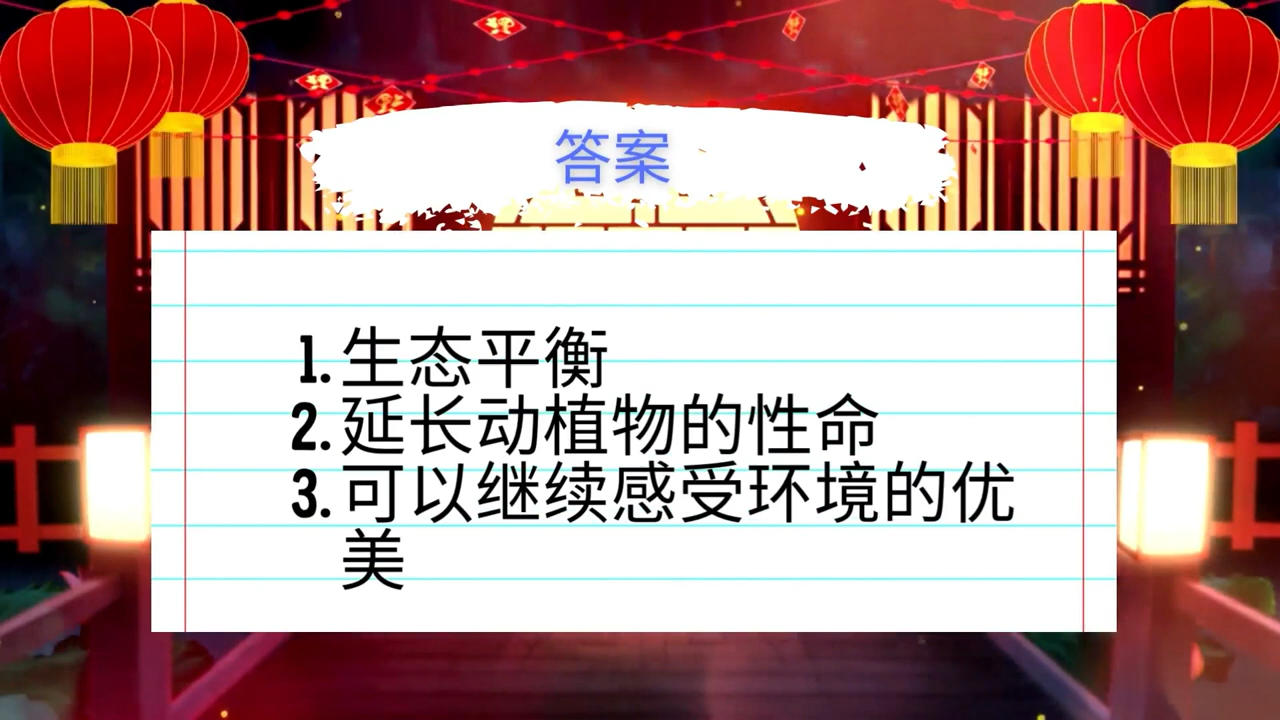 答案
1. 生态平衡
2. 延长动植物的性命
3. 可以继续感受环境的优
美